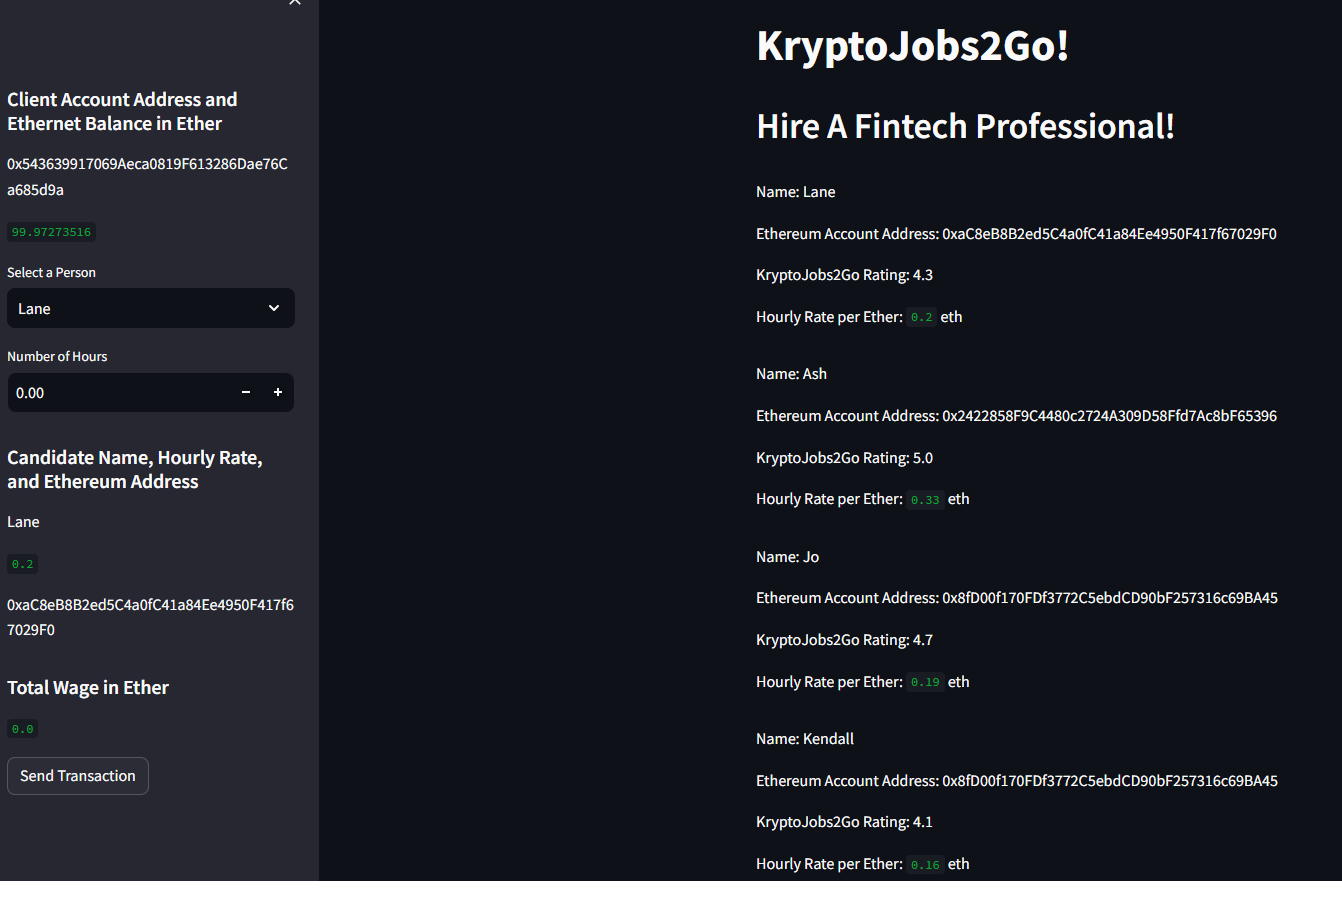 Client Account Address and
Ethernet Balance in Ether
0x543639917069Aeca0819F613286Dae76C
a685d9a
99.97273516
Select a Person
Lane
Number of Hours
0.00
Candidate Name, Hourly Rate,
and Ethereum Address
Lane
0.2
0xaC8eB8B2ed5C4a0fC41a84Ee4950F417f6
7029F0
Total Wage in Ether
0.0
Send Transaction
KryptoJobs2Go!
Hire A Fintech Professional!
Name: Lane
Ethereum Account Address: 0xaC8eB8B2ed5C4a0fC41a84Ee4950F417f67029F0
KryptoJobs2Go Rating: 4.3
Hourly Rate per Ether: 0.2 eth
Name: Ash
Ethereum Account Address: 0x2422858F9C4480c2724A309D58Ffd7Ac8bF65396
KryptoJobs2Go Rating: 5.0
Hourly Rate per Ether: 0.33 eth
Name: Jo
Ethereum Account Address: 0x8fD00f170FDf3772C5ebdCD90bF257316c69BA45
KryptoJobs2Go Rating: 4.7
Hourly Rate per Ether: 0.19 eth
Name: Kendall
Ethereum Account Address: 0x8fD00f170FDf3772C5ebdCD90bF257316c69BA45
KryptoJobs2Go Rating: 4.1
Hourly Rate per Ether: 0.16 eth